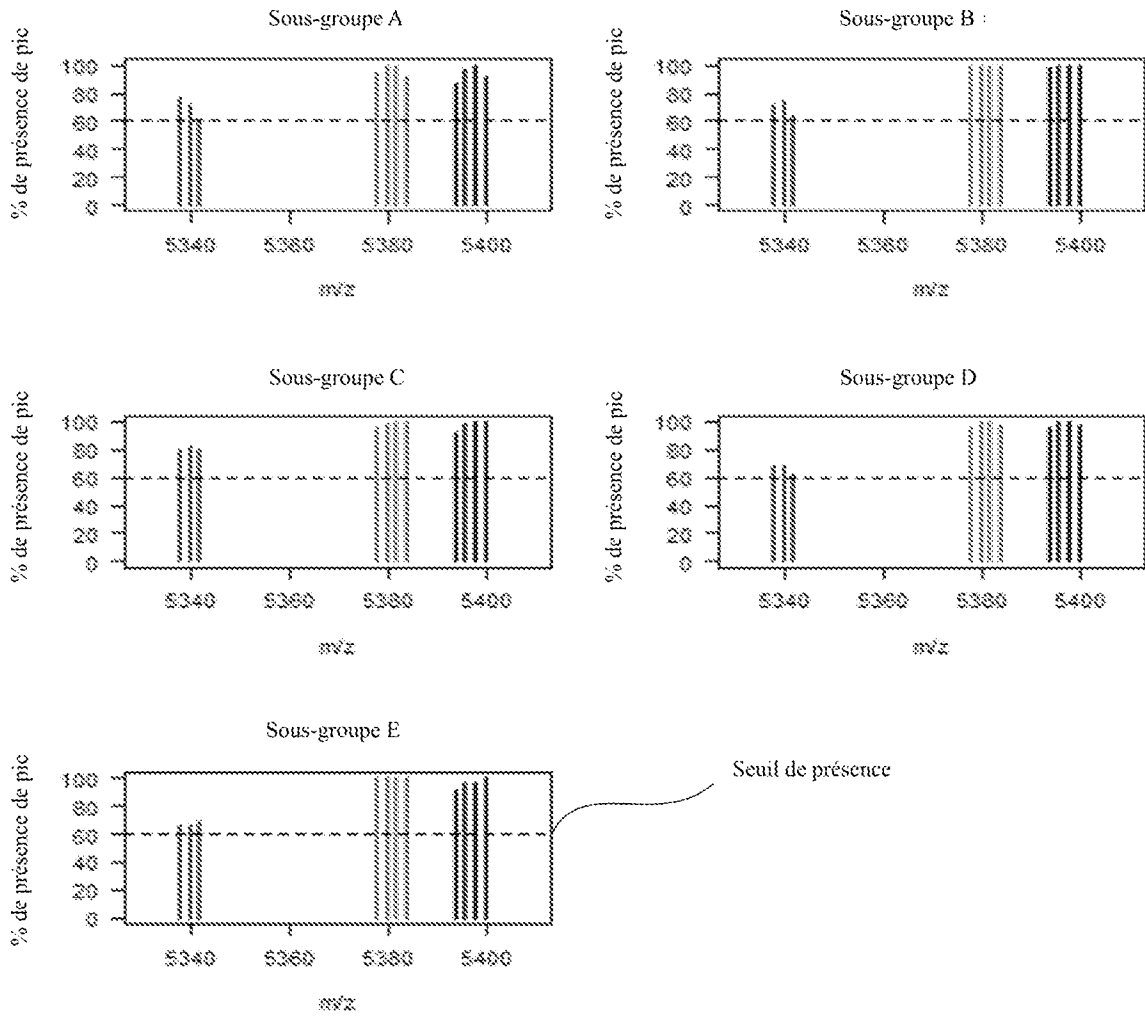 Sous-groupe A
% de présence de pic
100
80
60
40
20
0
5340 5360 5380 5400
m/z
Sous-groupe B :
% de présence de pic
100
80
60
40
20
0
5340 5360 5380 5400
m/z
Sous-groupe C
% de présence de pic
100
80
60
40
20
0
5340 5360 5380 5400
m/z
Sous-groupe D
% de présence de pic
100
80
60
40
20
0
5340 5360 5380 5400
m/z
Sous-groupe E
% de présence de pic
100
80
60
40
20
0
5340 5360 5380 5400
m/z
Seuil de présence